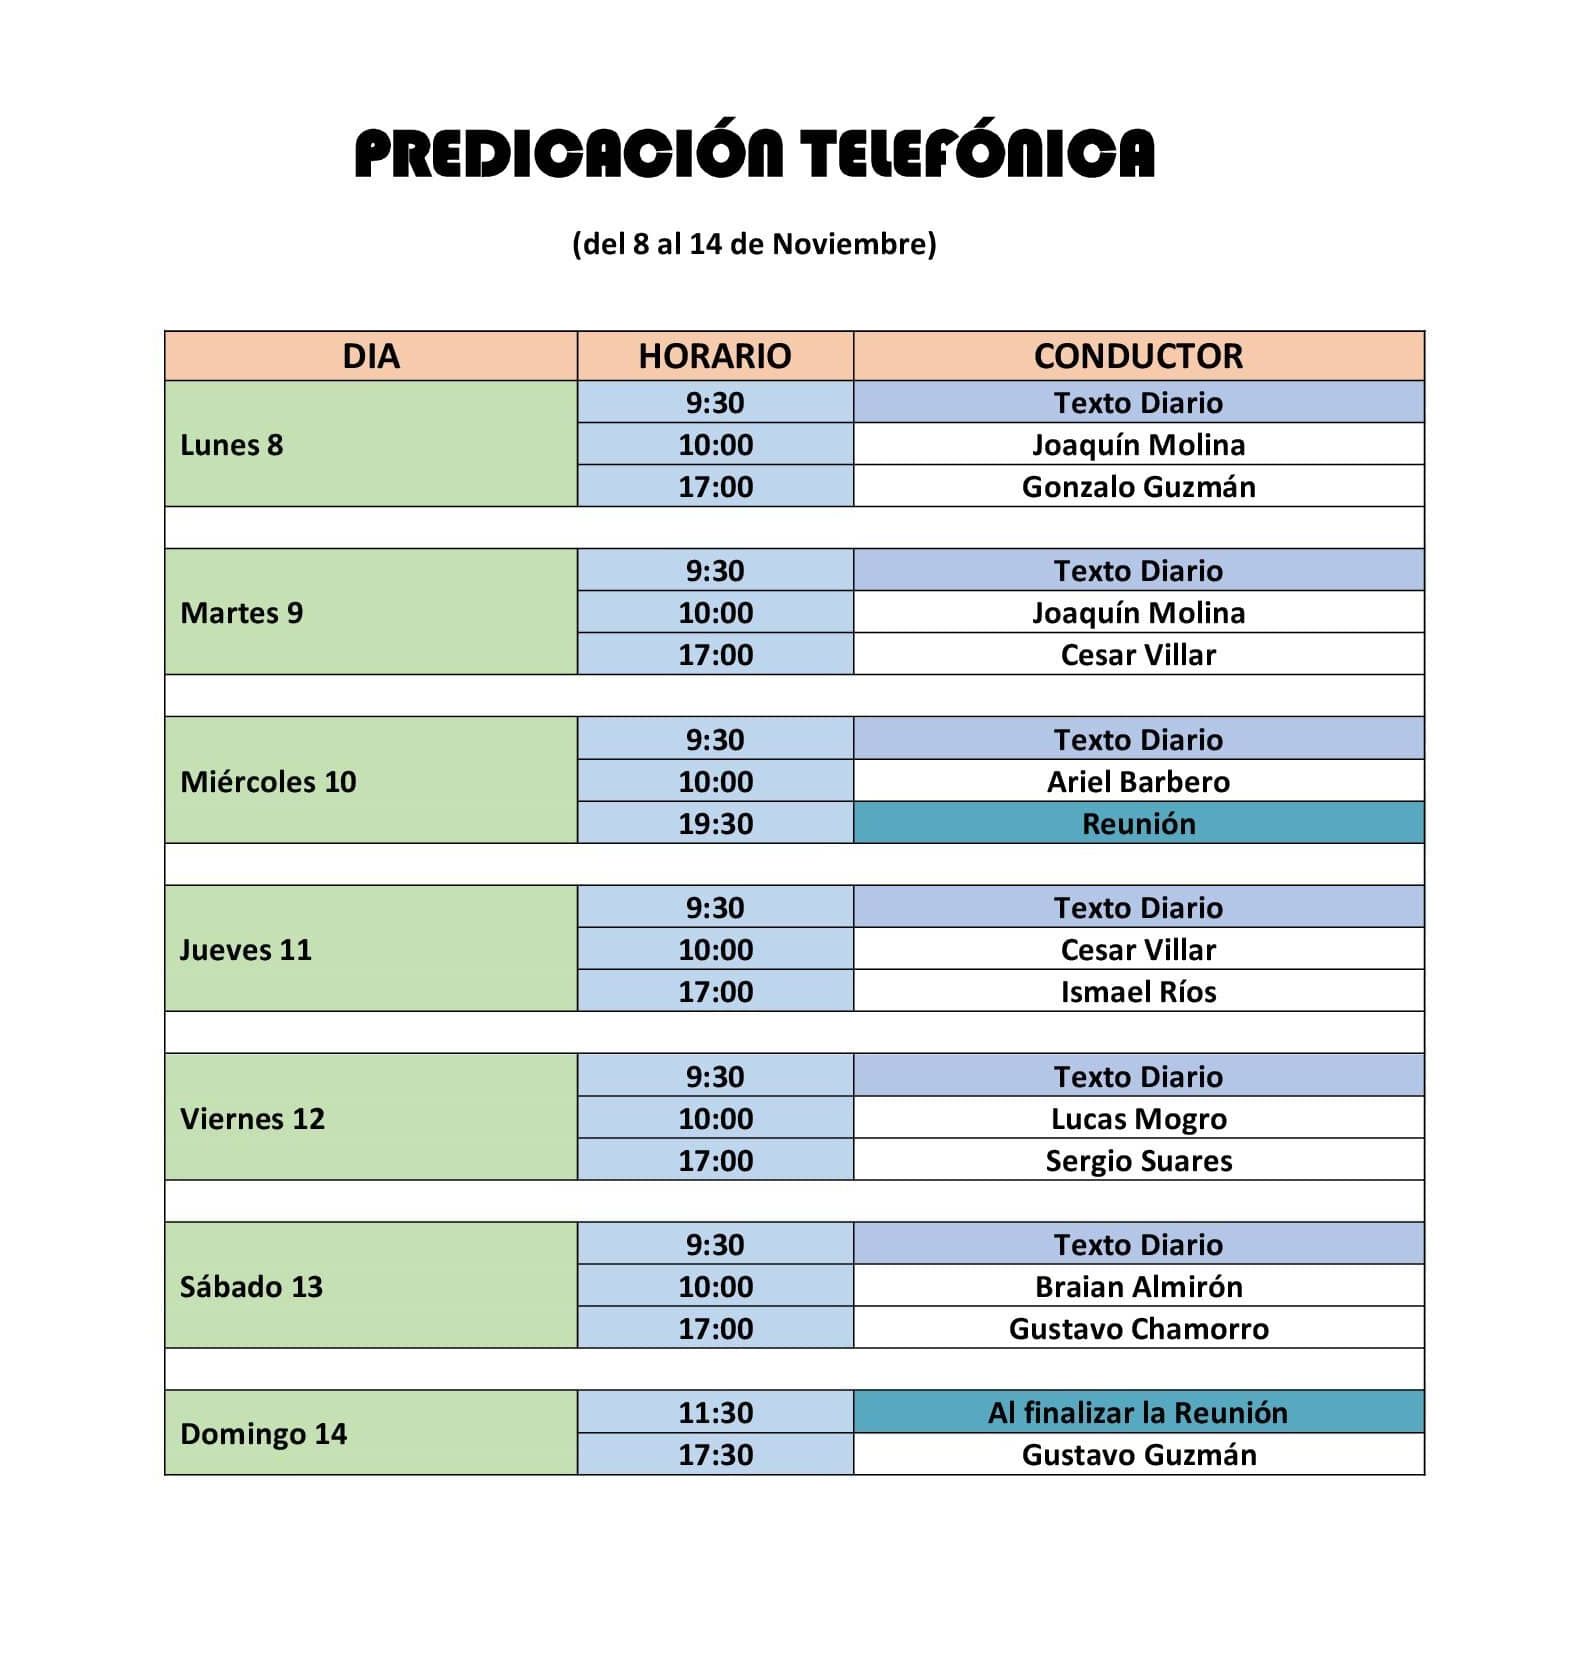 PREDICACIÓN TELEFÓNICA
(del 8 al 14 de Noviembre)
DIA HORARIO CONDUCTOR
Lunes 8
9:30 Texto Diario
10:00 Joaquín Molina
17:00 Gonzalo Guzmán
Martes 9
9:30 Texto Diario
10:00 Joaquín Molina
17:00 Cesar Villar
Miércoles 10
9:30 Texto Diario
10:00 Ariel Barbero
19:30 Reunión
Jueves 11
9:30 Texto Diario
10:00 Cesar Villar
17:00 Ismael Ríos
Viernes 12
9:30 Texto Diario
10:00 Lucas Mogro
17:00 Sergio Suares
Sábado 13
9:30 Texto Diario
10:00 Braian Almirón
17:00 Gustavo Chamorro
Domingo 14
11:30 Al finalizar la Reunión
17:30 Gustavo Guzmán